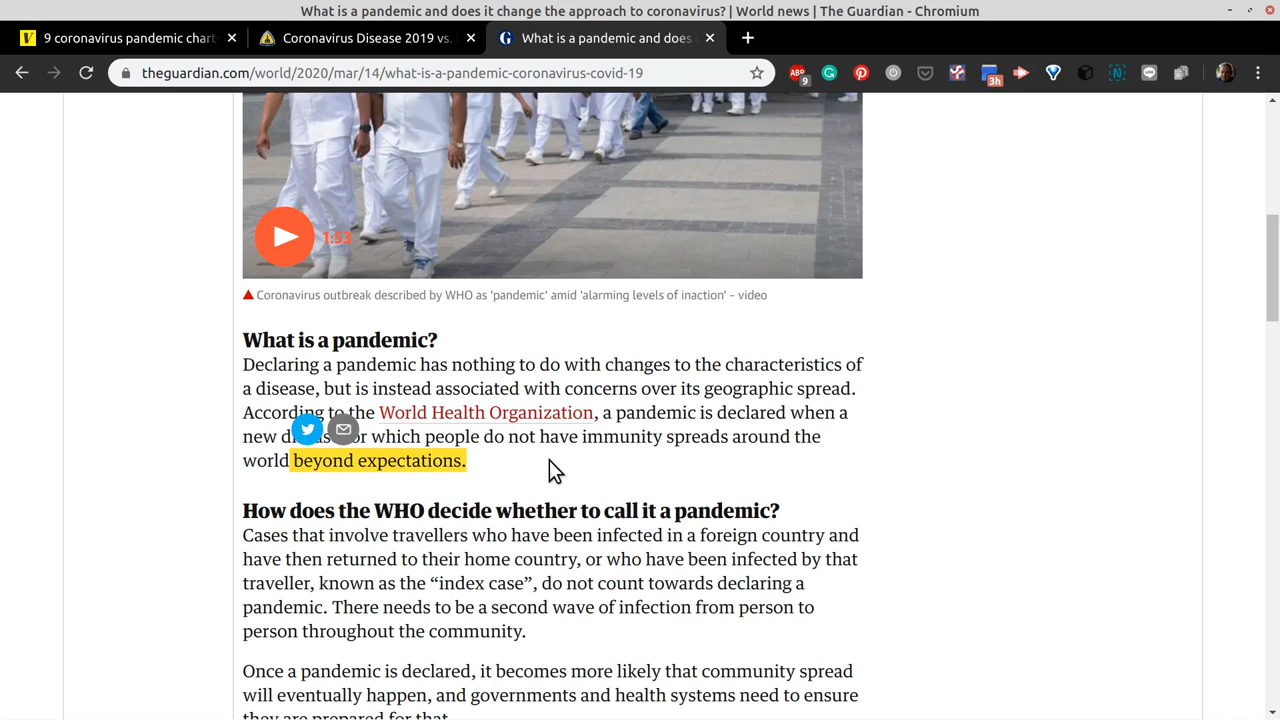 What is a pandemic and does it change the approach to coronavirus? | World news | The Guardian - Chromium
9 coronavirus pandemic chart
Coronavirus Disease 2019 vs.
What is a pandemic and does
theguardian.com/world/2020/mar/14/what-is-a-pandemic-coronavirus-covid-19
ABP
9
3h
1:53
Coronavirus outbreak described by WHO as 'pandemic' amid 'alarming levels of inaction' – video
What is a pandemic?
Declaring a pandemic has nothing to do with changes to the characteristics of
a disease, but is instead associated with concerns over its geographic spread.
According to the World Health Organization, a pandemic is declared when a
new for which people do not have immunity spreads around the
world beyond expectations.
How does the WHO decide whether to call it a pandemic?
Cases that involve travellers who have been infected in a foreign country and
have then returned to their home country, or who have been infected by that
traveller, known as the “index case”, do not count towards declaring a
pandemic. There needs to be a second wave of infection from person to
person throughout the community.
Once a pandemic is declared, it becomes more likely that community spread
will eventually happen, and governments and health systems need to ensure
they are prepared for that.